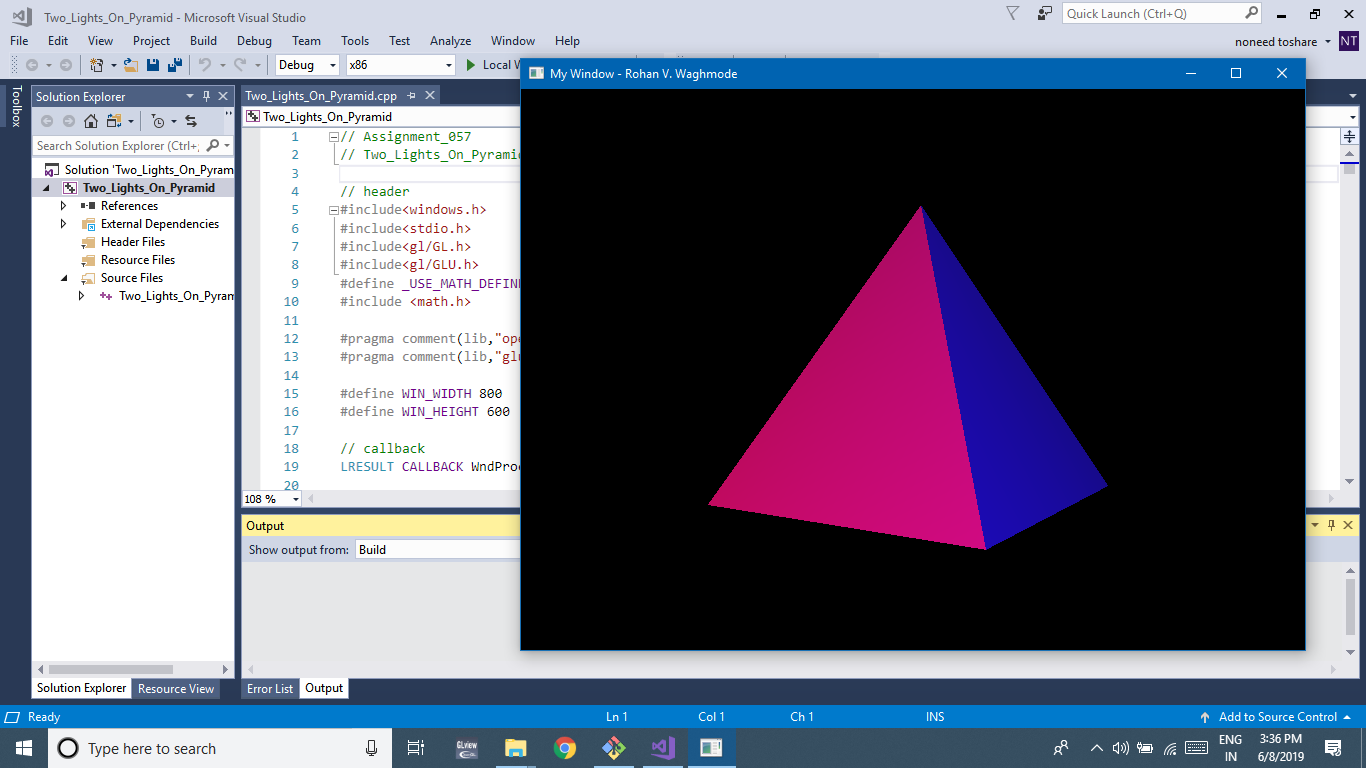 Two_Lights_On_Pyramid - Microsoft Visual Studio
Quick Launch (Ctrl+Q)
File Edit View Project Build Debug Team Tools Test Analyze Window Help
noneed toshare NT
Debug x86 Local W
My Window - Rohan V. Waghmode
Toolbox
Solution Explorer
Search Solution Explorer (Ctrl+;
Solution 'Two_Lights_On_Pyram
Two_Lights_On_Pyramid
References
External Dependencies
Header Files
Resource Files
Source Files
Two_Lights_On_Pyram
Solution Explorer Resource View
Two_Lights_On_Pyramid.cpp
Two_Lights_On_Pyramid
1 // Assignment_057
2 // Two_Lights_On_Pyramid
3
4 // header
5 #include<windows.h>
6 #include<stdio.h>
7 #include<gl/GL.h>
8 #include<gl/GLU.h>
9 #define _USE_MATH_DEFINE
10 #include <math.h>
11
12 #pragma comment(lib,"ope
13 #pragma comment(lib,"glu
14
15 #define WIN_WIDTH 800
16 #define WIN_HEIGHT 600
17
18 // callback
19 LRESULT CALLBACK WndProc
20
108 %
Output
Show output from: Build
Error List Output
Ready Ln 1 Col 1 Ch 1 INS Add to Source Control
Type here to search
GLview
ENG
IN
3:36 PM
6/8/2019